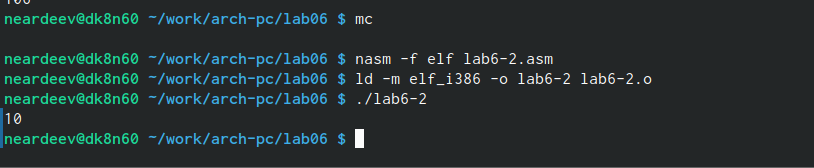 neardeev@dk8n60 ~/work/arch-pc/lab06 $ mc
neardeev@dk8n60 ~/work/arch-pc/lab06 $ nasm -f elf lab6-2.asm
neardeev@dk8n60 ~/work/arch-pc/lab06 $ ld -m elf_i386 -o lab6-2 lab6-2.o
neardeev@dk8n60 ~/work/arch-pc/lab06 $ ./lab6-2
10
neardeev@dk8n60 ~/work/arch-pc/lab06 $